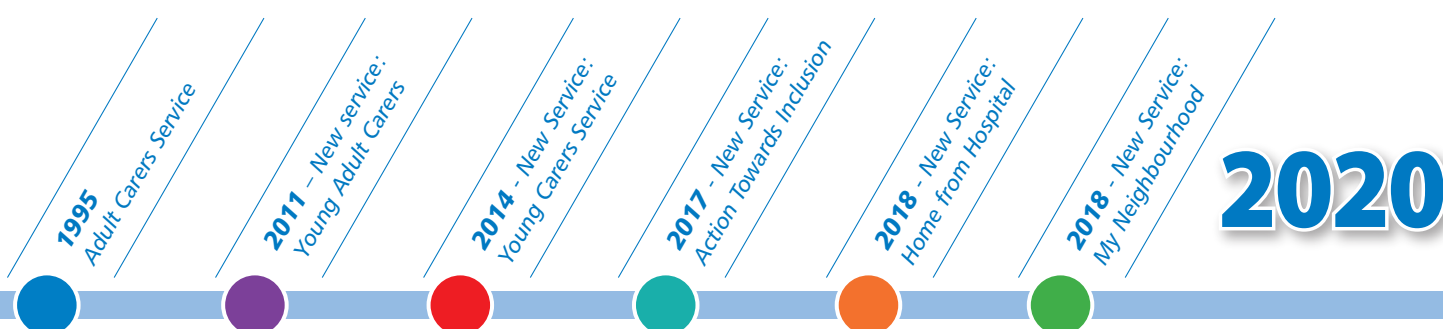 1995
Adult Carers Service
2011 – New service:
Young Adult Carers
2014 - New Service:
Young Carers Service
2017 - New Service:
Action Towards Inclusion
2018 - New Service:
Home from Hospital
2018 - New Service:
My Neighbourhood
2020